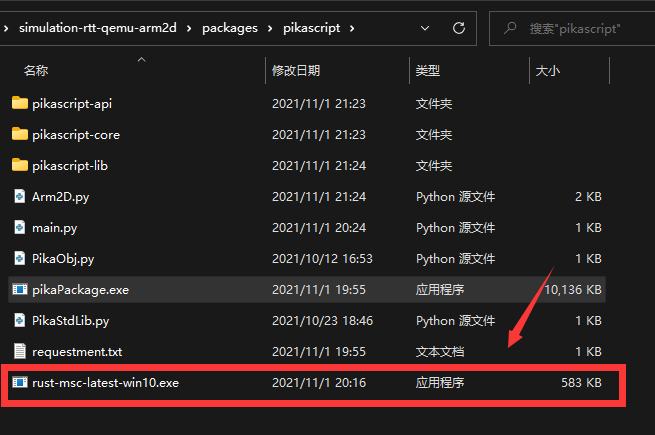 simulation-rtt-qemu-arm2d › packages › pikascript › 搜索"pikascript"
名称 修改日期 类型 大小
pikascript-api 2021/11/1 21:23 文件夹
pikascript-core 2021/11/1 21:23 文件夹
pikascript-lib 2021/11/1 21:24 文件夹
Arm2D.py 2021/11/1 21:24 Python 源文件 2 KB
main.py 2021/11/1 20:24 Python 源文件 1 KB
PikaObj.py 2021/10/12 16:53 Python 源文件 1 KB
pikaPackage.exe 2021/11/1 19:55 应用程序 10,136 KB
PikaStdLib.py 2021/10/23 18:46 Python 源文件 1 KB
requestment.txt 2021/11/1 19:55 文本文档 1 KB
rust-msc-latest-win10.exe 2021/11/1 20:16 应用程序 583 KB